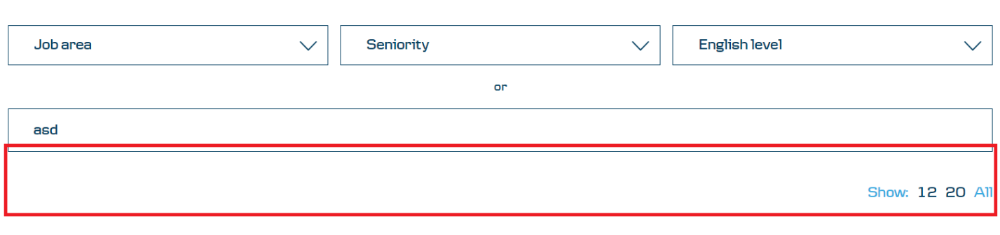 Job area Seniority English level
or
asd
Show: 12 20 All